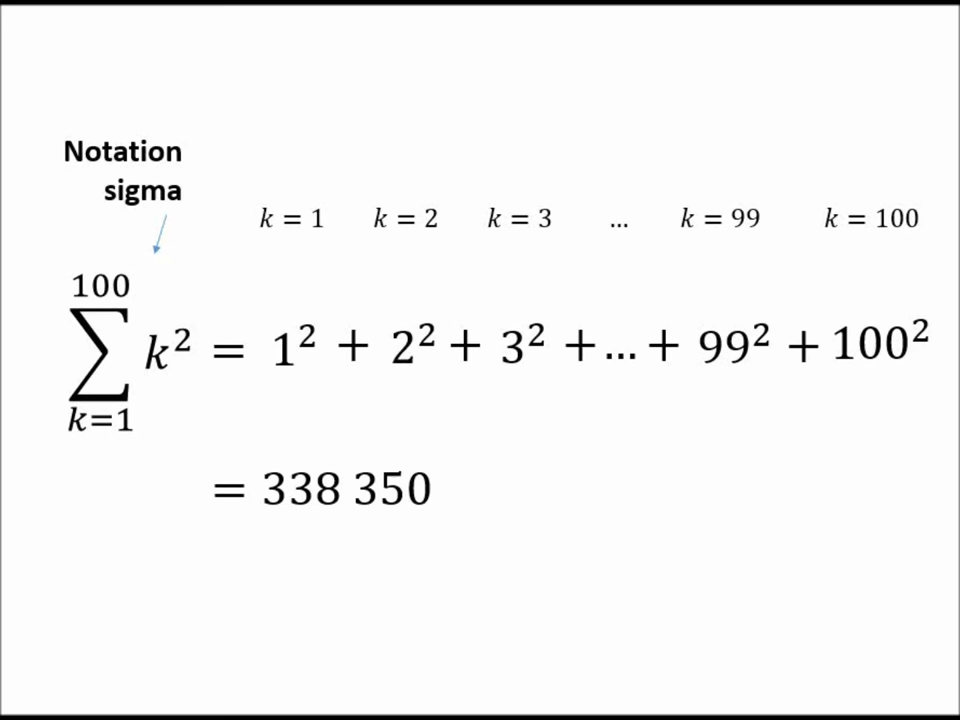 Notation
sigma
k = 1 k = 2 k = 3 ... k = 99 k = 100
100
∑ k² = 1² + 2² + 3² + ... + 99² + 100²
k=1
= 338 350